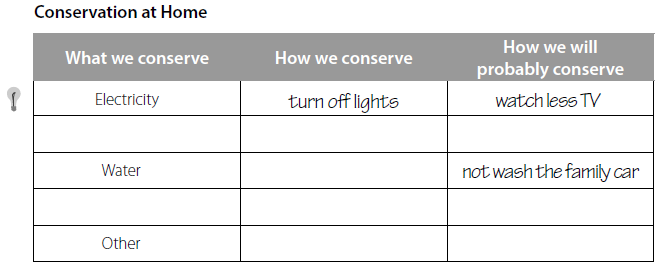 Conservation at Home
What we conserve How we conserve How we will
probably conserve
Electricity turn off lights watch less TV
Water not wash the family car
Other